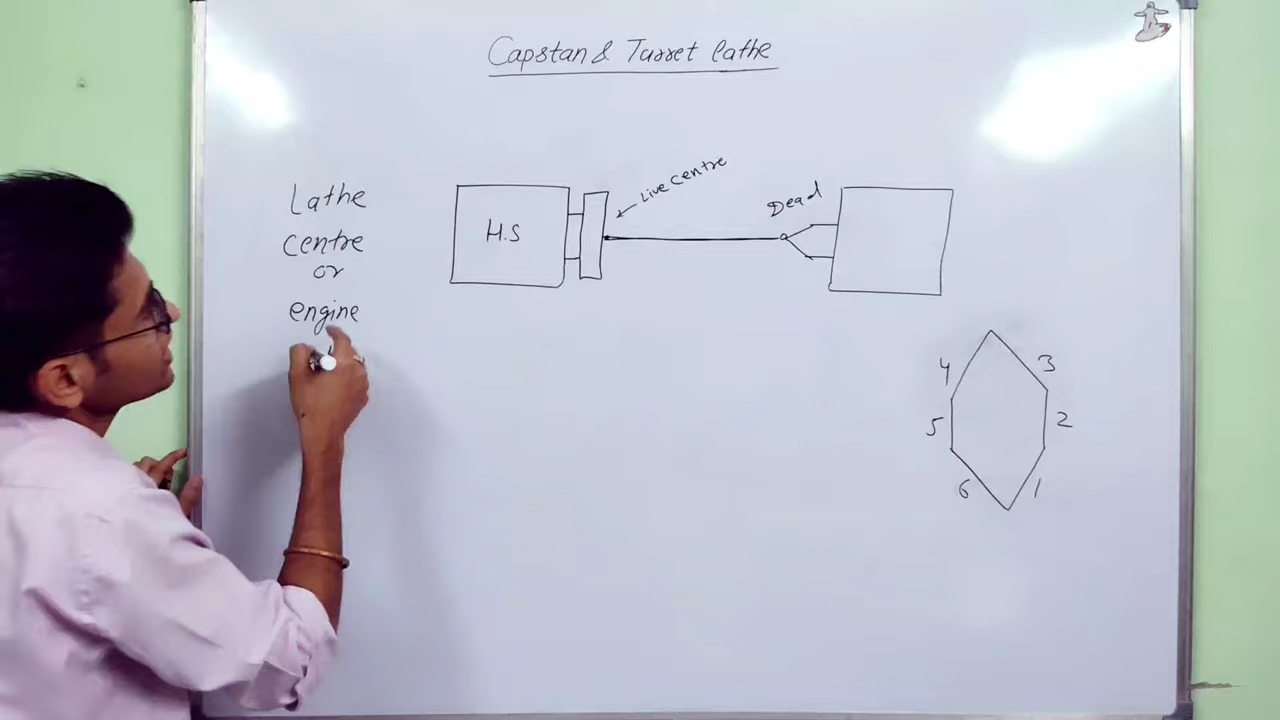 Capstan & Turret lathe
Live centre
Dead
Lathe
centre
or
engine
H.S
4
3
5
2
6
1